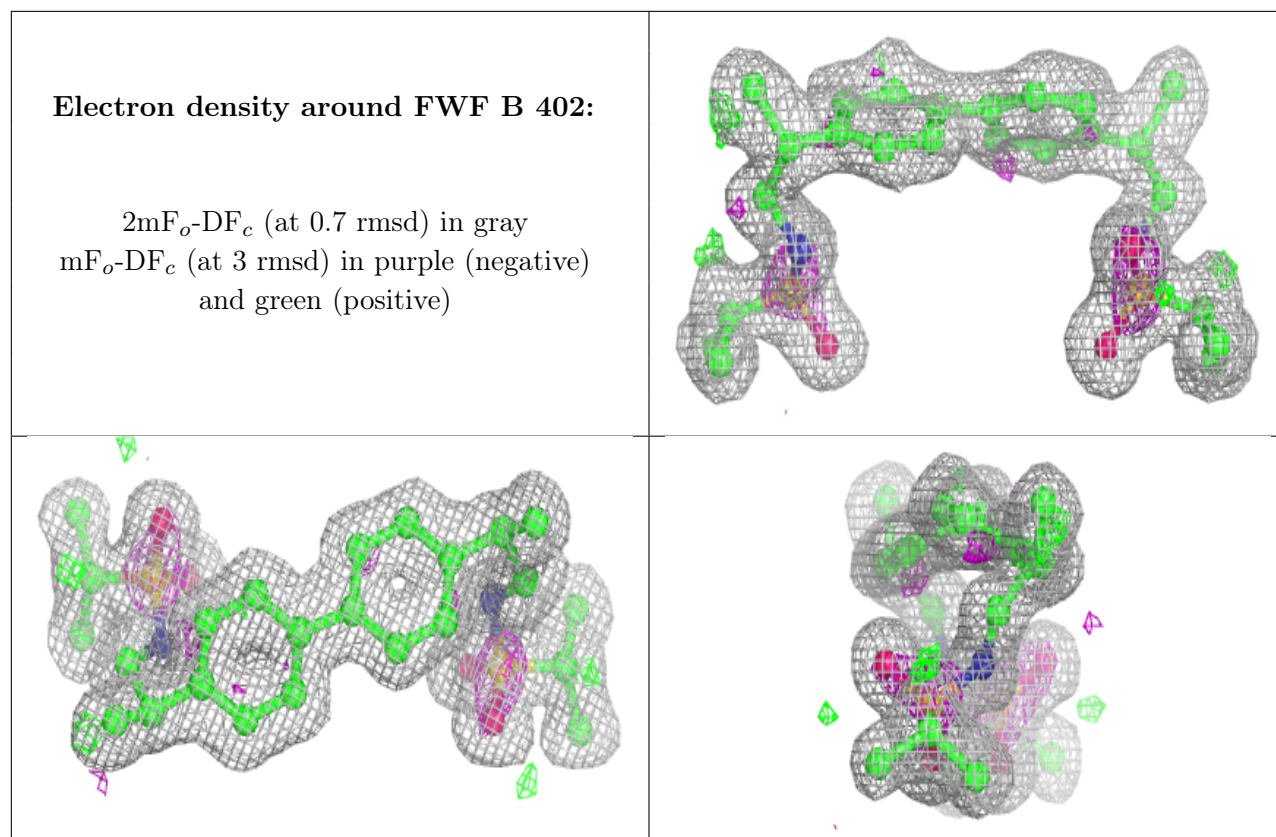 Electron density around FWF B 402:
2mFₒ-DF𝒸 (at 0.7 rmsd) in gray
mFₒ-DF𝒸 (at 3 rmsd) in purple (negative)
and green (positive)